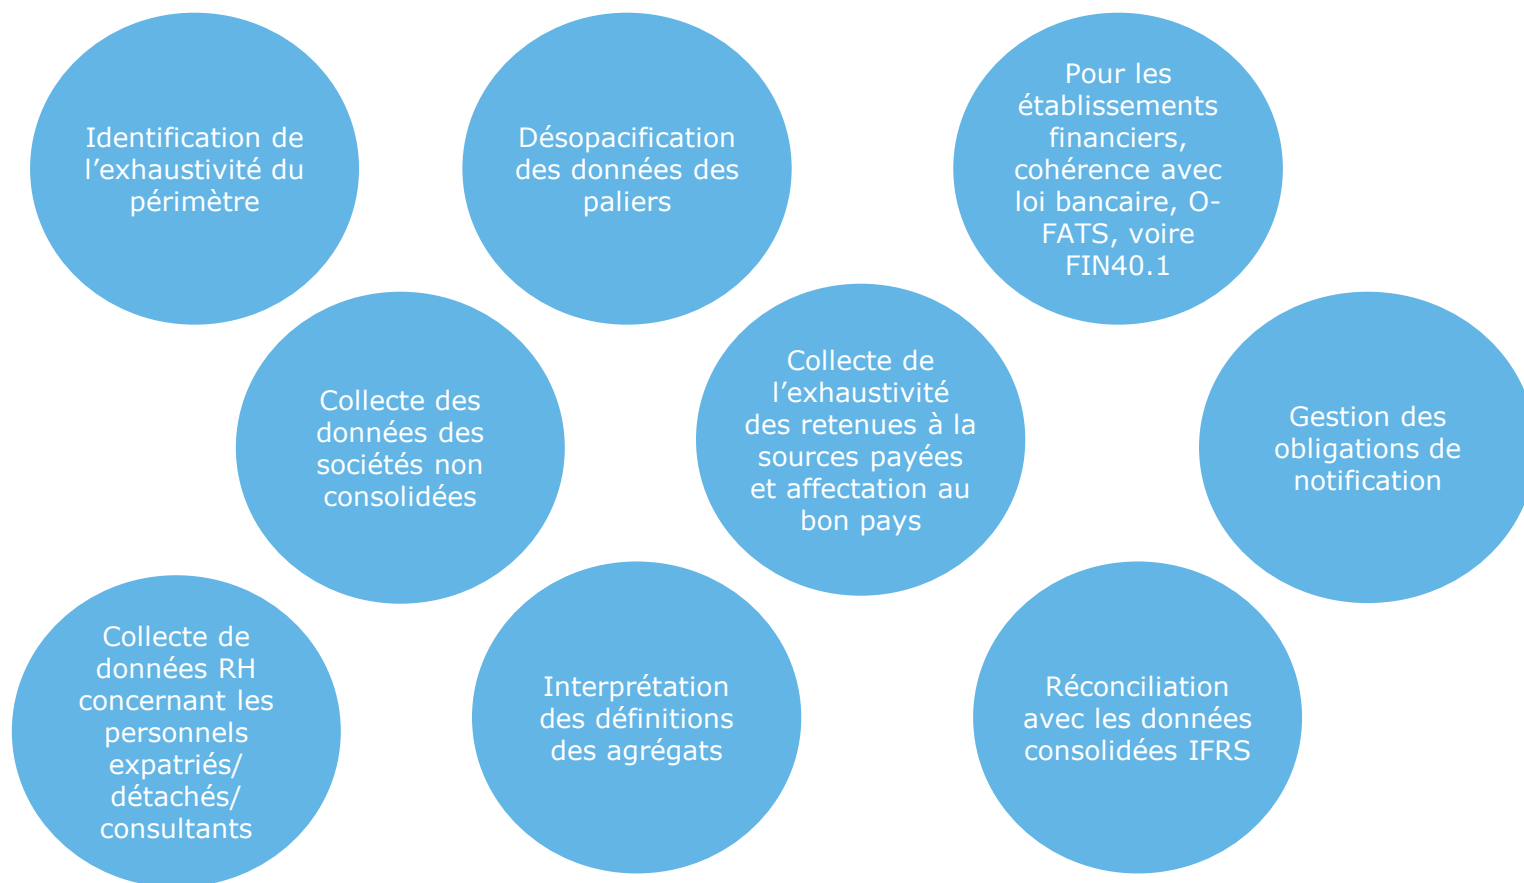 Identification de
l’exhaustivité du
périmètre
Désopacification
des données des
paliers
Pour les
établissements
financiers,
cohérence avec
loi bancaire, O-
FATS, voire
FIN40.1
Collecte des
données des
sociétés non
consolidées
Collecte de
l’exhaustivité
des retenues à la
sources payées
et affectation au
bon pays
Gestion des
obligations de
notification
Collecte de
données RH
concernant les
personnels
expatriés/
détachés/
consultants
Interprétation
des définitions
des agrégats
Réconciliation
avec les données
consolidées IFRS